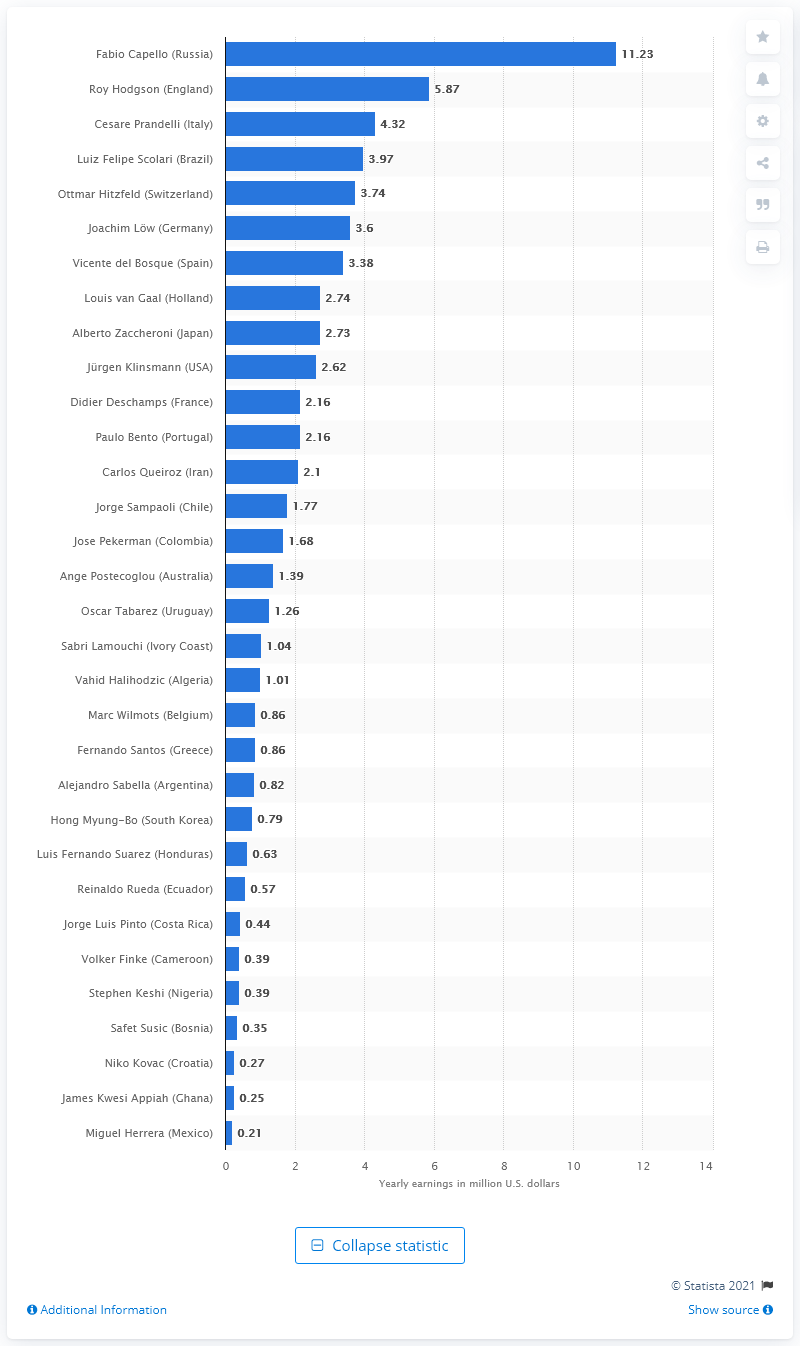 Fabio Capello (Russia) 11.23
Roy Hodgson (England) 5.87
Cesare Prandelli (Italy) 4.32
Luiz Felipe Scolari (Brazil) 3.97
Ottmar Hitzfeld (Switzerland) 3.74
Joachim Löw (Germany) 3.6
Vicente del Bosque (Spain) 3.38
Louis van Gaal (Holland) 2.74
Alberto Zaccheroni (Japan) 2.73
Jürgen Klinsmann (USA) 2.62
Didier Deschamps (France) 2.16
Paulo Bento (Portugal) 2.16
Carlos Queiroz (Iran) 2.1
Jorge Sampaoli (Chile) 1.77
Jose Pekerman (Colombia) 1.68
Ange Postecoglou (Australia) 1.39
Oscar Tabarez (Uruguay) 1.26
Sabri Lamouchi (Ivory Coast) 1.04
Vahid Halihodzic (Algeria) 1.01
Marc Wilmots (Belgium) 0.86
Fernando Santos (Greece) 0.86
Alejandro Sabella (Argentina) 0.82
Hong Myung-Bo (South Korea) 0.79
Luis Fernando Suarez (Honduras) 0.63
Reinaldo Rueda (Ecuador) 0.57
Jorge Luis Pinto (Costa Rica) 0.44
Volker Finke (Cameroon) 0.39
Stephen Keshi (Nigeria) 0.39
Safet Susic (Bosnia) 0.35
Niko Kovac (Croatia) 0.27
James Kwesi Appiah (Ghana) 0.25
Miguel Herrera (Mexico) 0.21
0 2 4 6 8 10 12 14
Yearly earnings in million U.S. dollars
Collapse statistic
© Statista 2021
Additional Information Show source